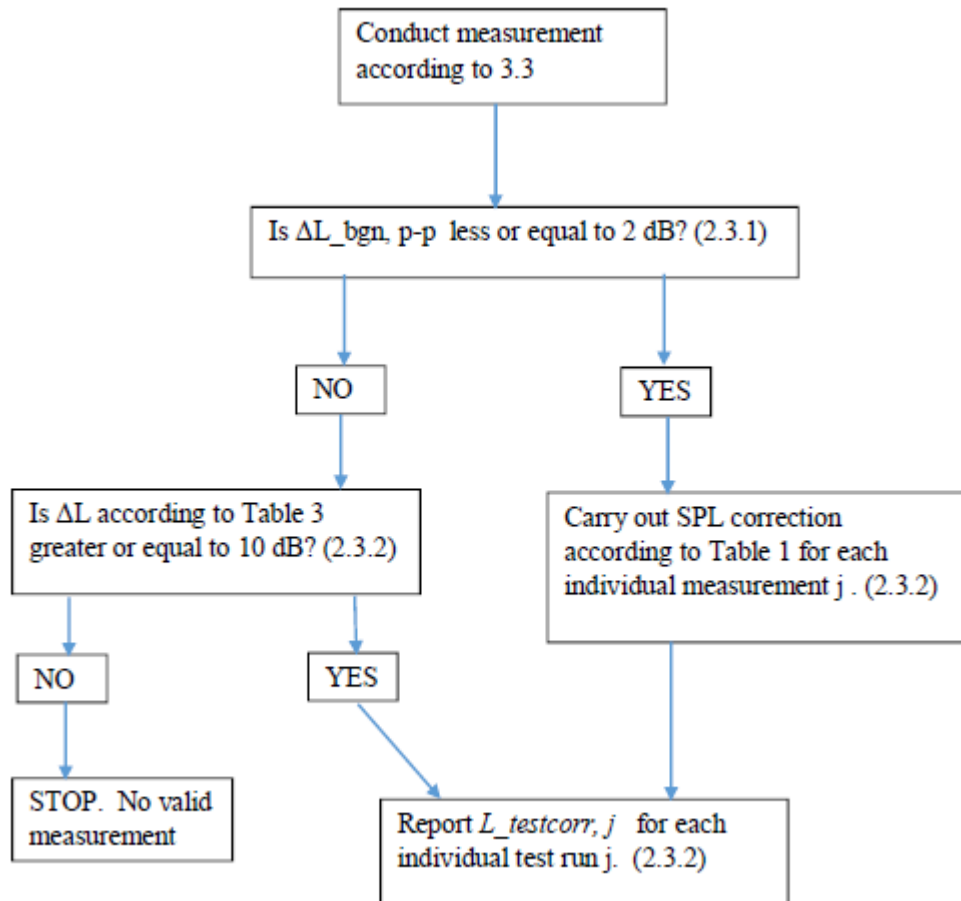 Conduct measurement
according to 3.3
Is ΔL_bgn, p-p less or equal to 2 dB? (2.3.1)
NO
YES
Is ΔL according to Table 3
greater or equal to 10 dB? (2.3.2)
Carry out SPL correction
according to Table 1 for each
individual measurement j . (2.3.2)
NO
YES
STOP. No valid
measurement
Report L_testcorr, j for each
individual test run j. (2.3.2)